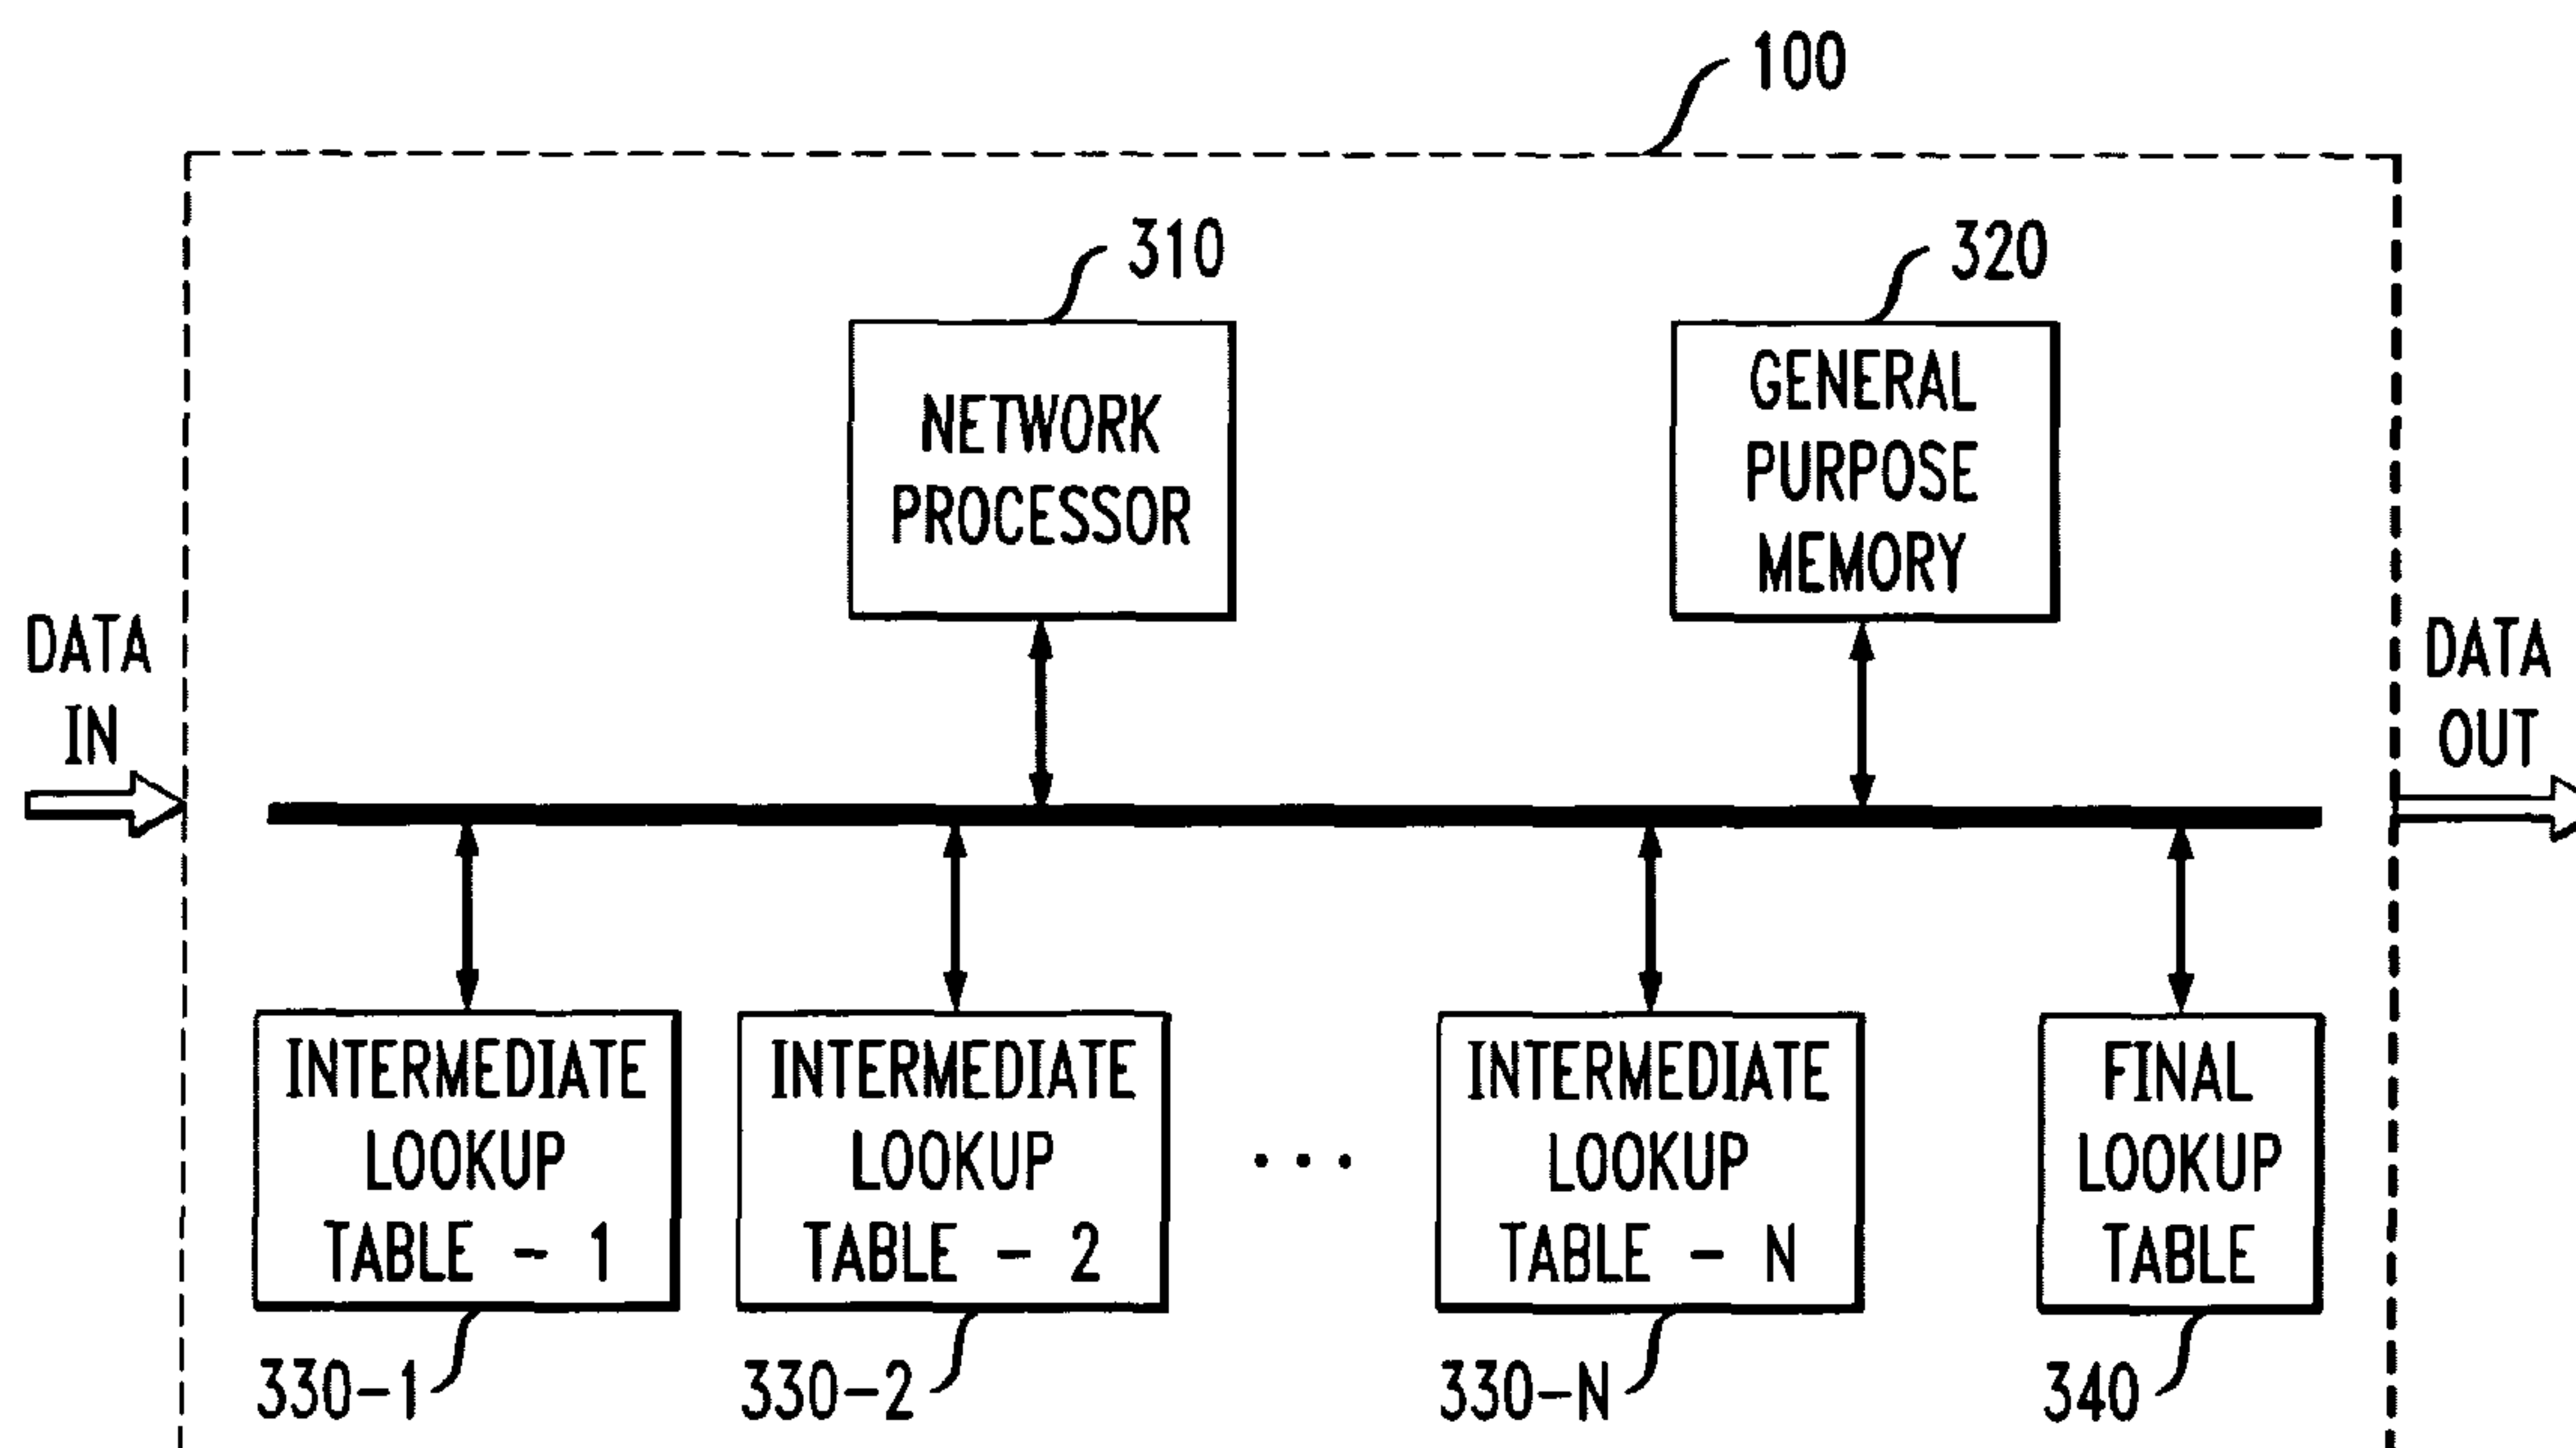 100
310
320
NETWORK
PROCESSOR
GENERAL
PURPOSE
MEMORY
DATA
IN
DATA
OUT
INTERMEDIATE
LOOKUP
TABLE - 1
INTERMEDIATE
LOOKUP
TABLE - 2
...
INTERMEDIATE
LOOKUP
TABLE - N
FINAL
LOOKUP
TABLE
330-1
330-2
330-N
340